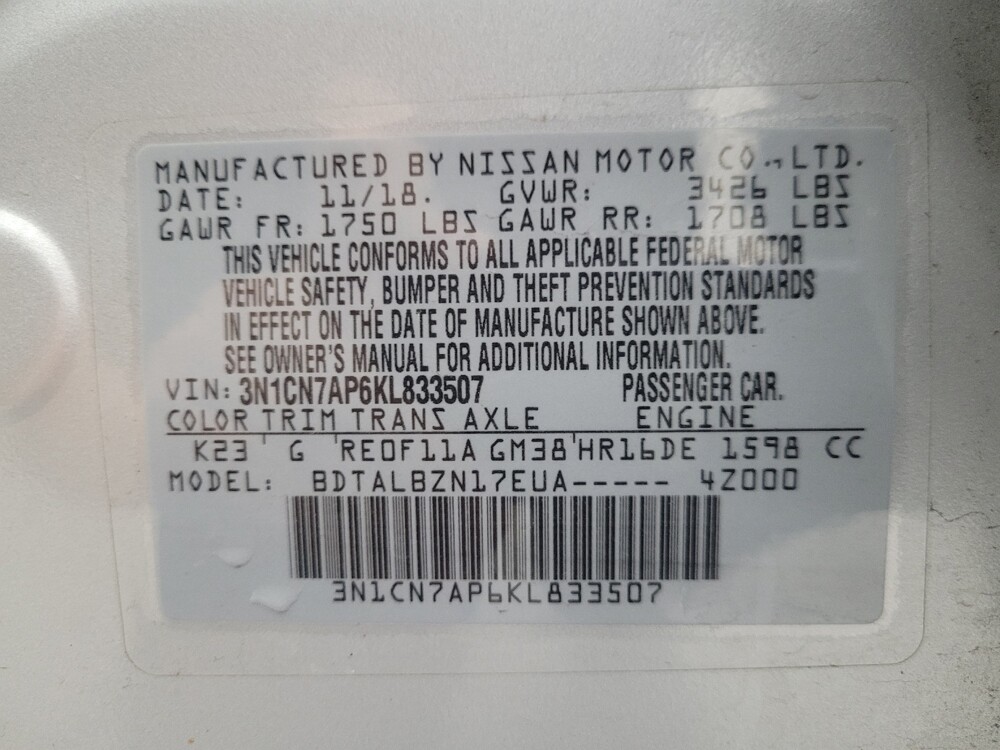 MANUFACTURED BY NISSAN MOTOR CO., LTD.
DATE: 11/18. GVWR: 3426 LBS
GAWR FR: 1750 LBS GAWR RR: 1708 LBS
THIS VEHICLE CONFORMS TO ALL APPLICABLE FEDERAL MOTOR
VEHICLE SAFETY, BUMPER AND THEFT PREVENTION STANDARDS
IN EFFECT ON THE DATE OF MANUFACTURE SHOWN ABOVE.
SEE OWNER'S MANUAL FOR ADDITIONAL INFORMATION.
VIN: 3N1CN7AP6KL833507 PASSENGER CAR.
COLOR TRIM TRANS AXLE ENGINE
K23 ' G 'RE0F11A GM38'HR16DE 1598 CC
MODEL: BDTALBZN17EUA----- 4Z000
3N1CN7AP6KL833507